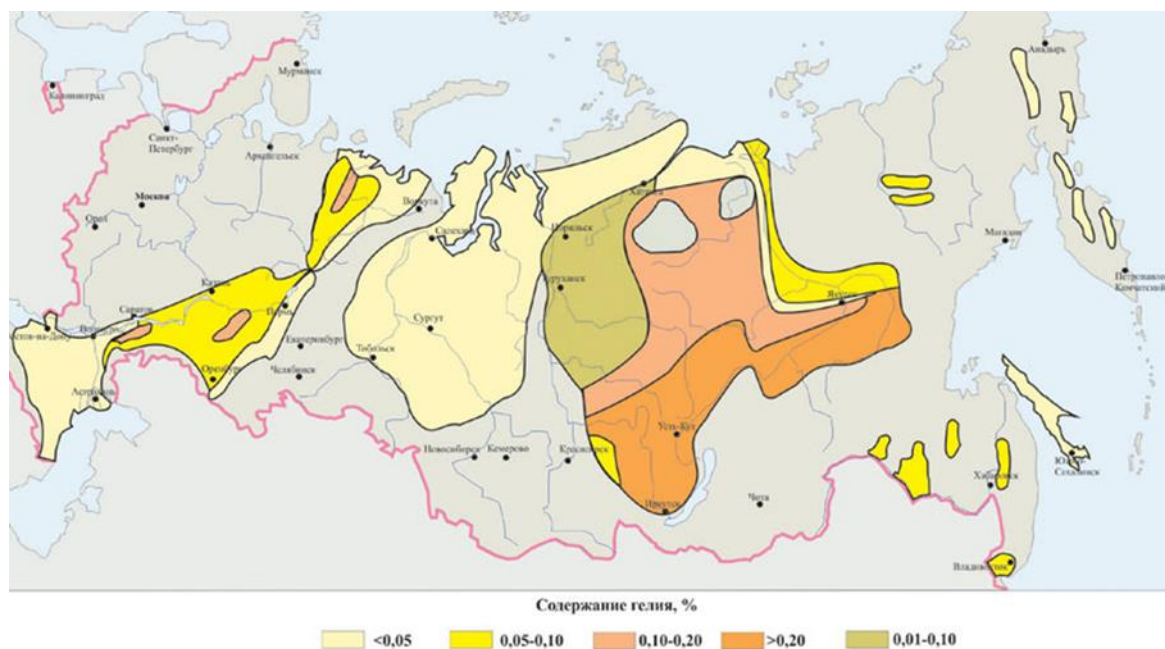 Анадырь
Мурманск
Калининград
Санкт-
Петербург
Архангельск
Москва
Хатанга
Воркута
Орел
Салехард
Норильск
Магадан
Туруханск
Петропавловск
Камчатский
Казань
Якутск
Саратов
Пермь
Сургут
Екатеринбург
Тобольск
Оренбург
Челябинск
Астрахань
Усть-Кут
Новосибирск
Кемерово
Красноярск
Хабаровск
Южно-
Сахалинск
Чита
Иркутск
Владивосток
Содержание гелия, %
<0,05
0,05-0,10
0,10-0,20
>0,20
0,01-0,10